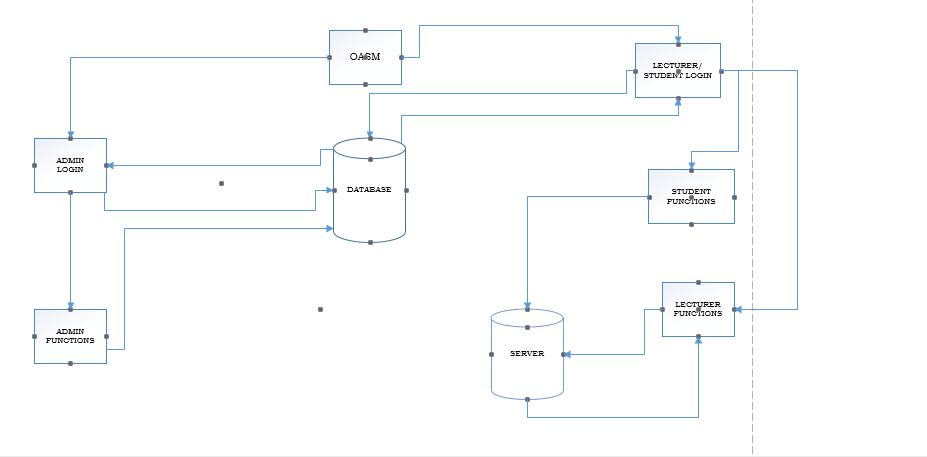 OASM
LECTURER/
STUDENT LOGIN
ADMIN
LOGIN
DATABASE
STUDENT
FUNCTIONS
LECTURER
FUNCTIONS
ADMIN
FUNCTIONS
SERVER